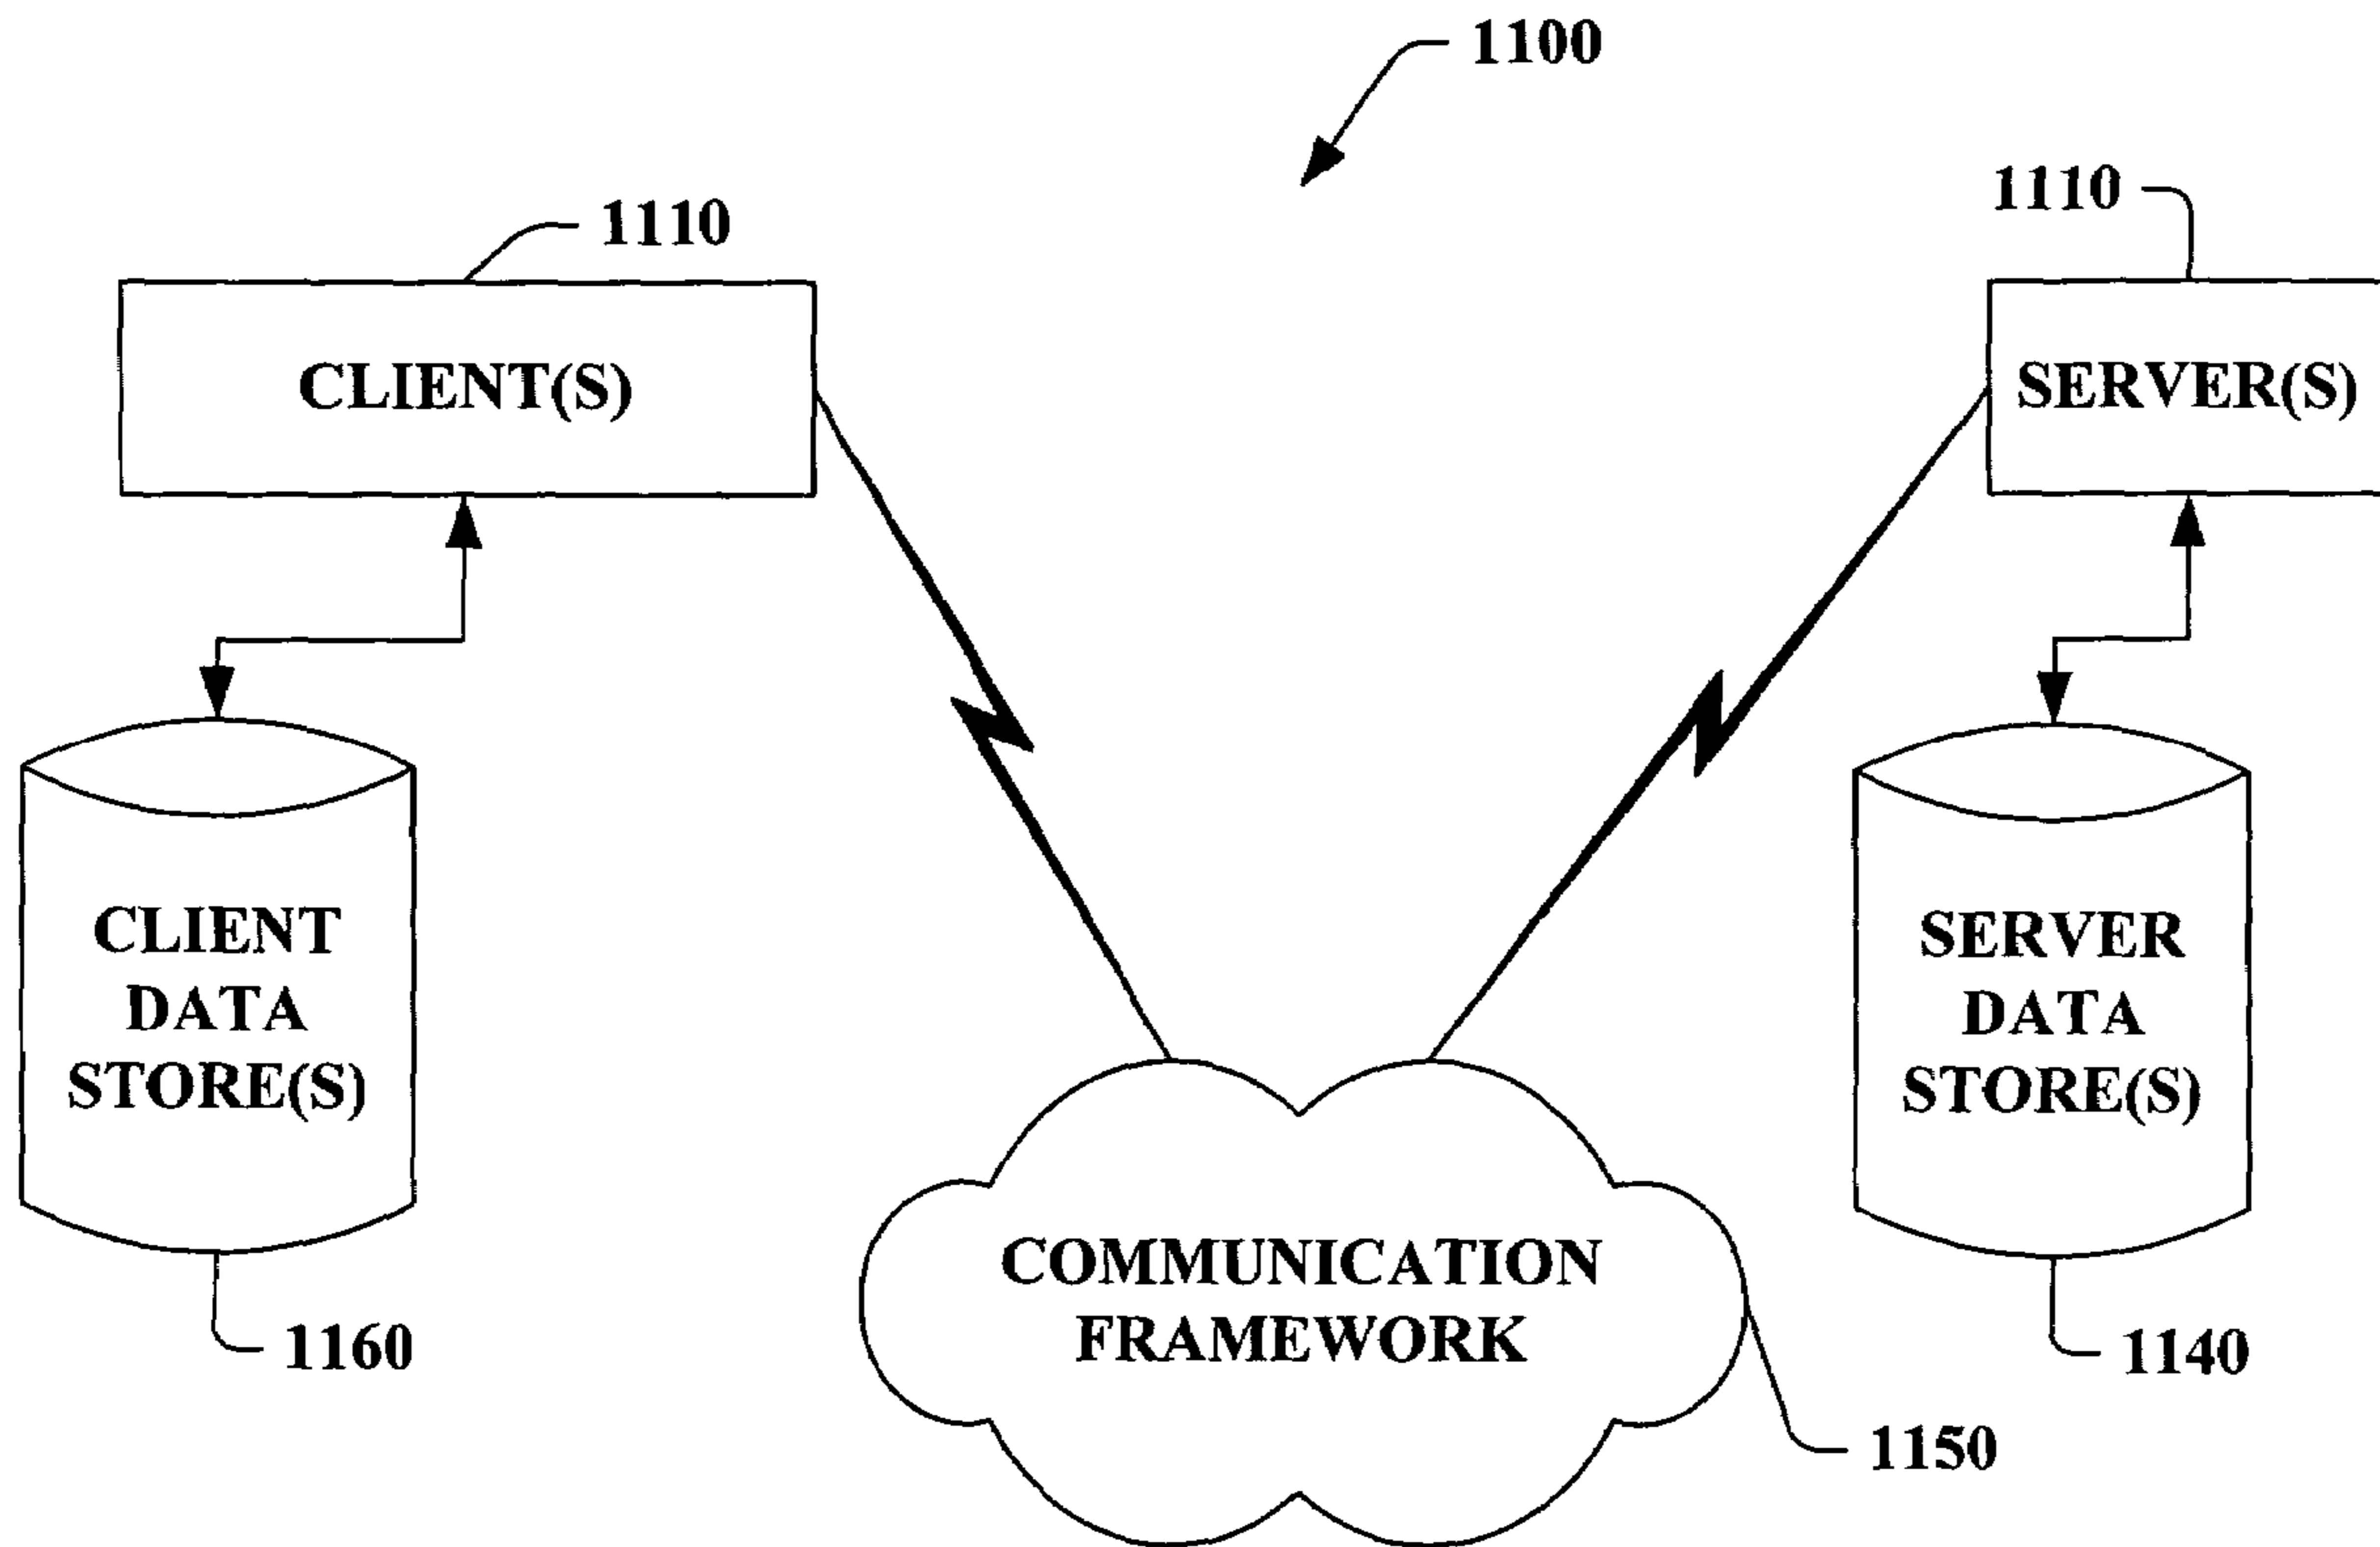 1100
1110
1110
CLIENT(S)
SERVER(S)
CLIENT
DATA
STORE(S)
SERVER
DATA
STORE(S)
COMMUNICATION
FRAMEWORK
1160
1140
1150